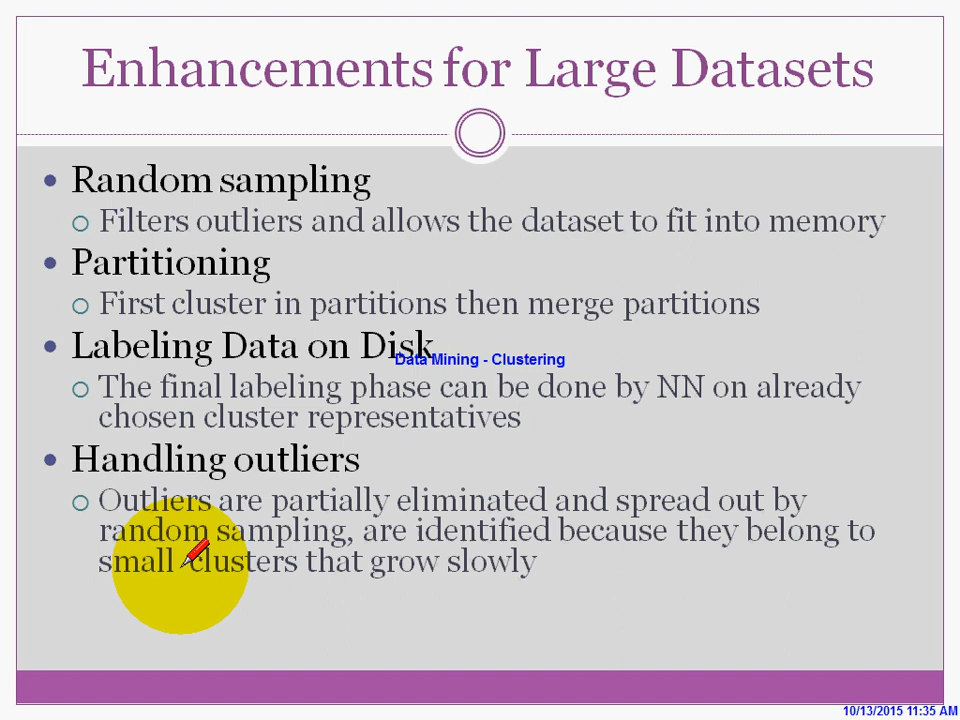 Enhancements for Large Datasets
Random sampling
Filters outliers and allows the dataset to fit into memory
Partitioning
First cluster in partitions then merge partitions
Labeling Data on Disk
Data Mining - Clustering
The final labeling phase can be done by NN on already
chosen cluster representatives
Handling outliers
Outliers are partially eliminated and spread out by
random sampling, are identified because they belong to
small clusters that grow slowly
10/13/2015 11:35 AM